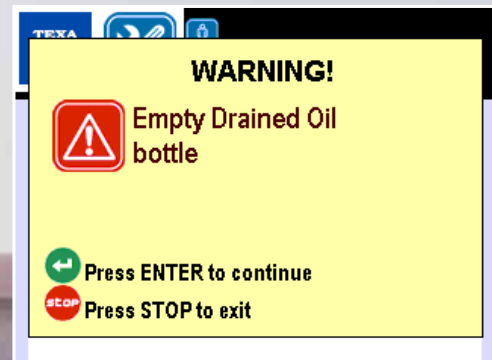 TEXA
WARNING!
Empty Drained Oil
bottle
Press ENTER to continue
stop Press STOP to exit